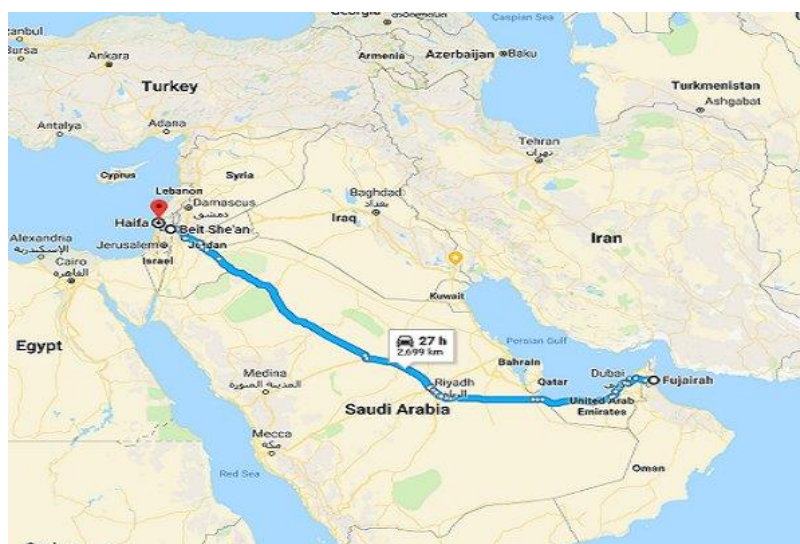 Georgia
Caspian Sea
zanbul
Bursa
Ankara
Armenia
Azerbaijan
Baku
Turkey
Turkmenistan
Ashgabat
Antalya
Adana
Tehran
تهران
Cyprus
Syria
Lebanon
Damascus
دمشق
Baghdad
بغداد
Haifa
Beit She'an
Iraq
Iran
Alexandria
الإسكندرية
Jerusalem
Jordan
Israel
Cairo
القاهرة
Kuwait
27 h
2,699 km
Persian Gulf
Egypt
Bahrain
Medina
المدينة المنورة
Riyadh
الرياض
Qatar
Dubai
دبي
Fujairah
United Arab
Emirates
Saudi Arabia
Mecca
مكة
Oman
Red Sea